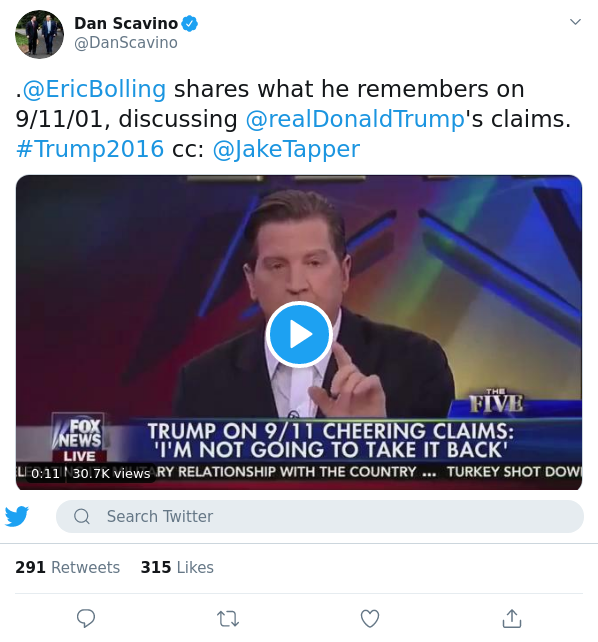 Dan Scavino
@DanScavino
.@EricBolling shares what he remembers on
9/11/01, discussing @realDonaldTrump's claims.
#Trump2016 cc: @JakeTapper
THE
FIVE
FOX
NEWS
LIVE
TRUMP ON 9/11 CHEERING CLAIMS:
'I'M NOT GOING TO TAKE IT BACK'
0:11 30.7K views
RY RELATIONSHIP WITH THE COUNTRY ... TURKEY SHOT DOW
Search Twitter
291 Retweets 315 Likes